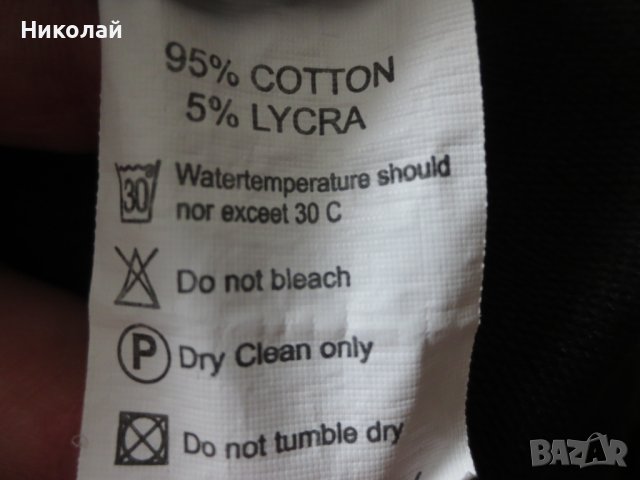 Николай
95% COTTON
5% LYCRA
30 Watertemperature should
nor exceet 30 C
Do not bleach
P Dry Clean only
Do not tumble dry
BAZAR